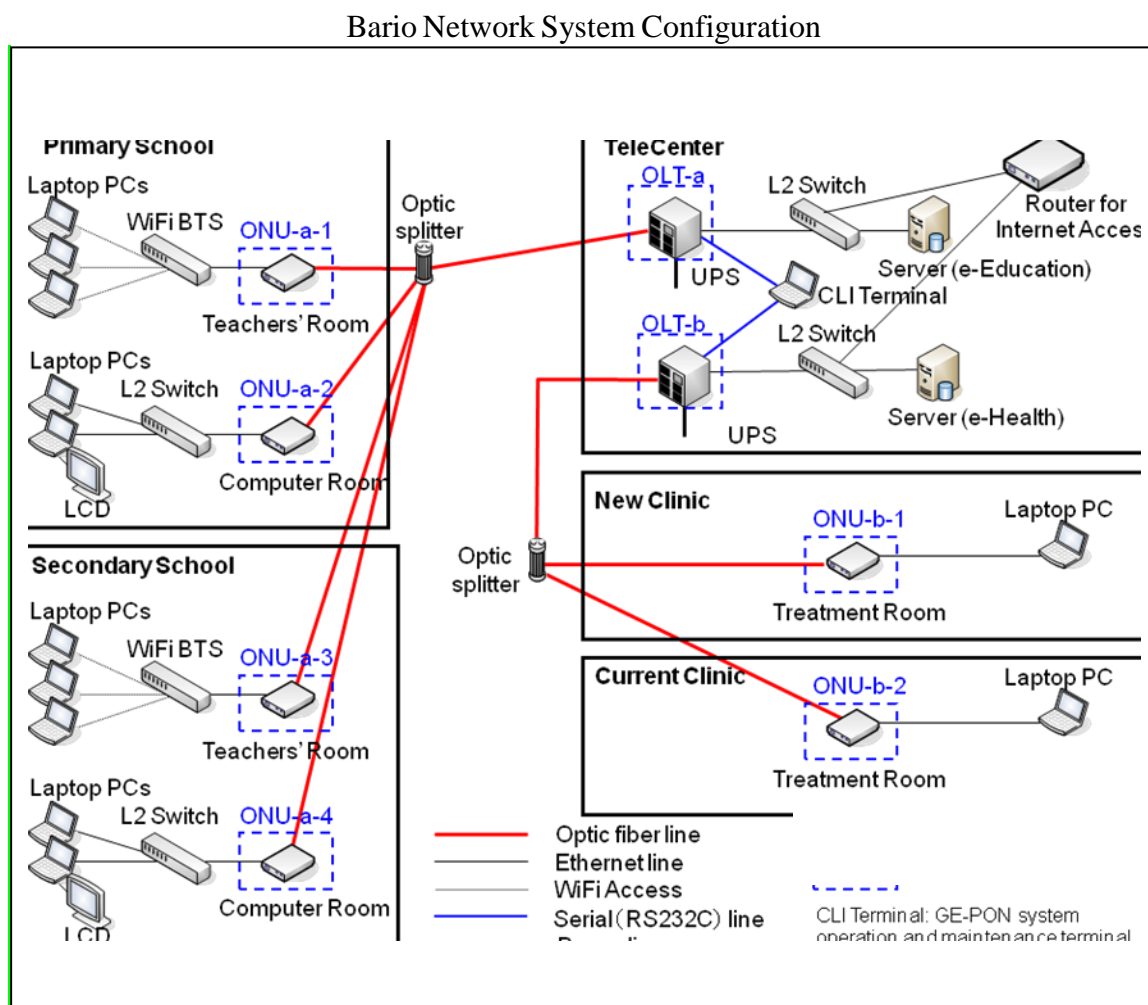 Bario Network System Configuration
Primary School
Laptop PCs
WiFi BTS
ONU-a-1
Teachers' Room
Laptop PCs
L2 Switch
ONU-a-2
Computer Room
LCD
Optic
splitter
TeleCenter
OLT-a
L2 Switch
Router for
Internet Acces
UPS
Server (e-Education)
CLI Terminal
OLT-b
L2 Switch
UPS
Server (e-Health)
Secondary School
Laptop PCs
WiFi BTS
ONU-a-3
Teachers' Room
Laptop PCs
L2 Switch
ONU-a-4
Computer Room
LCD
Optic
splitter
New Clinic
ONU-b-1
Laptop PC
Treatment Room
Current Clinic
ONU-b-2
Laptop PC
Treatment Room
Optic fiber line
Ethernet line
WiFi Access
Serial(RS232C) line
CLI Terminal: GE-PON system
operation and maintenance terminal